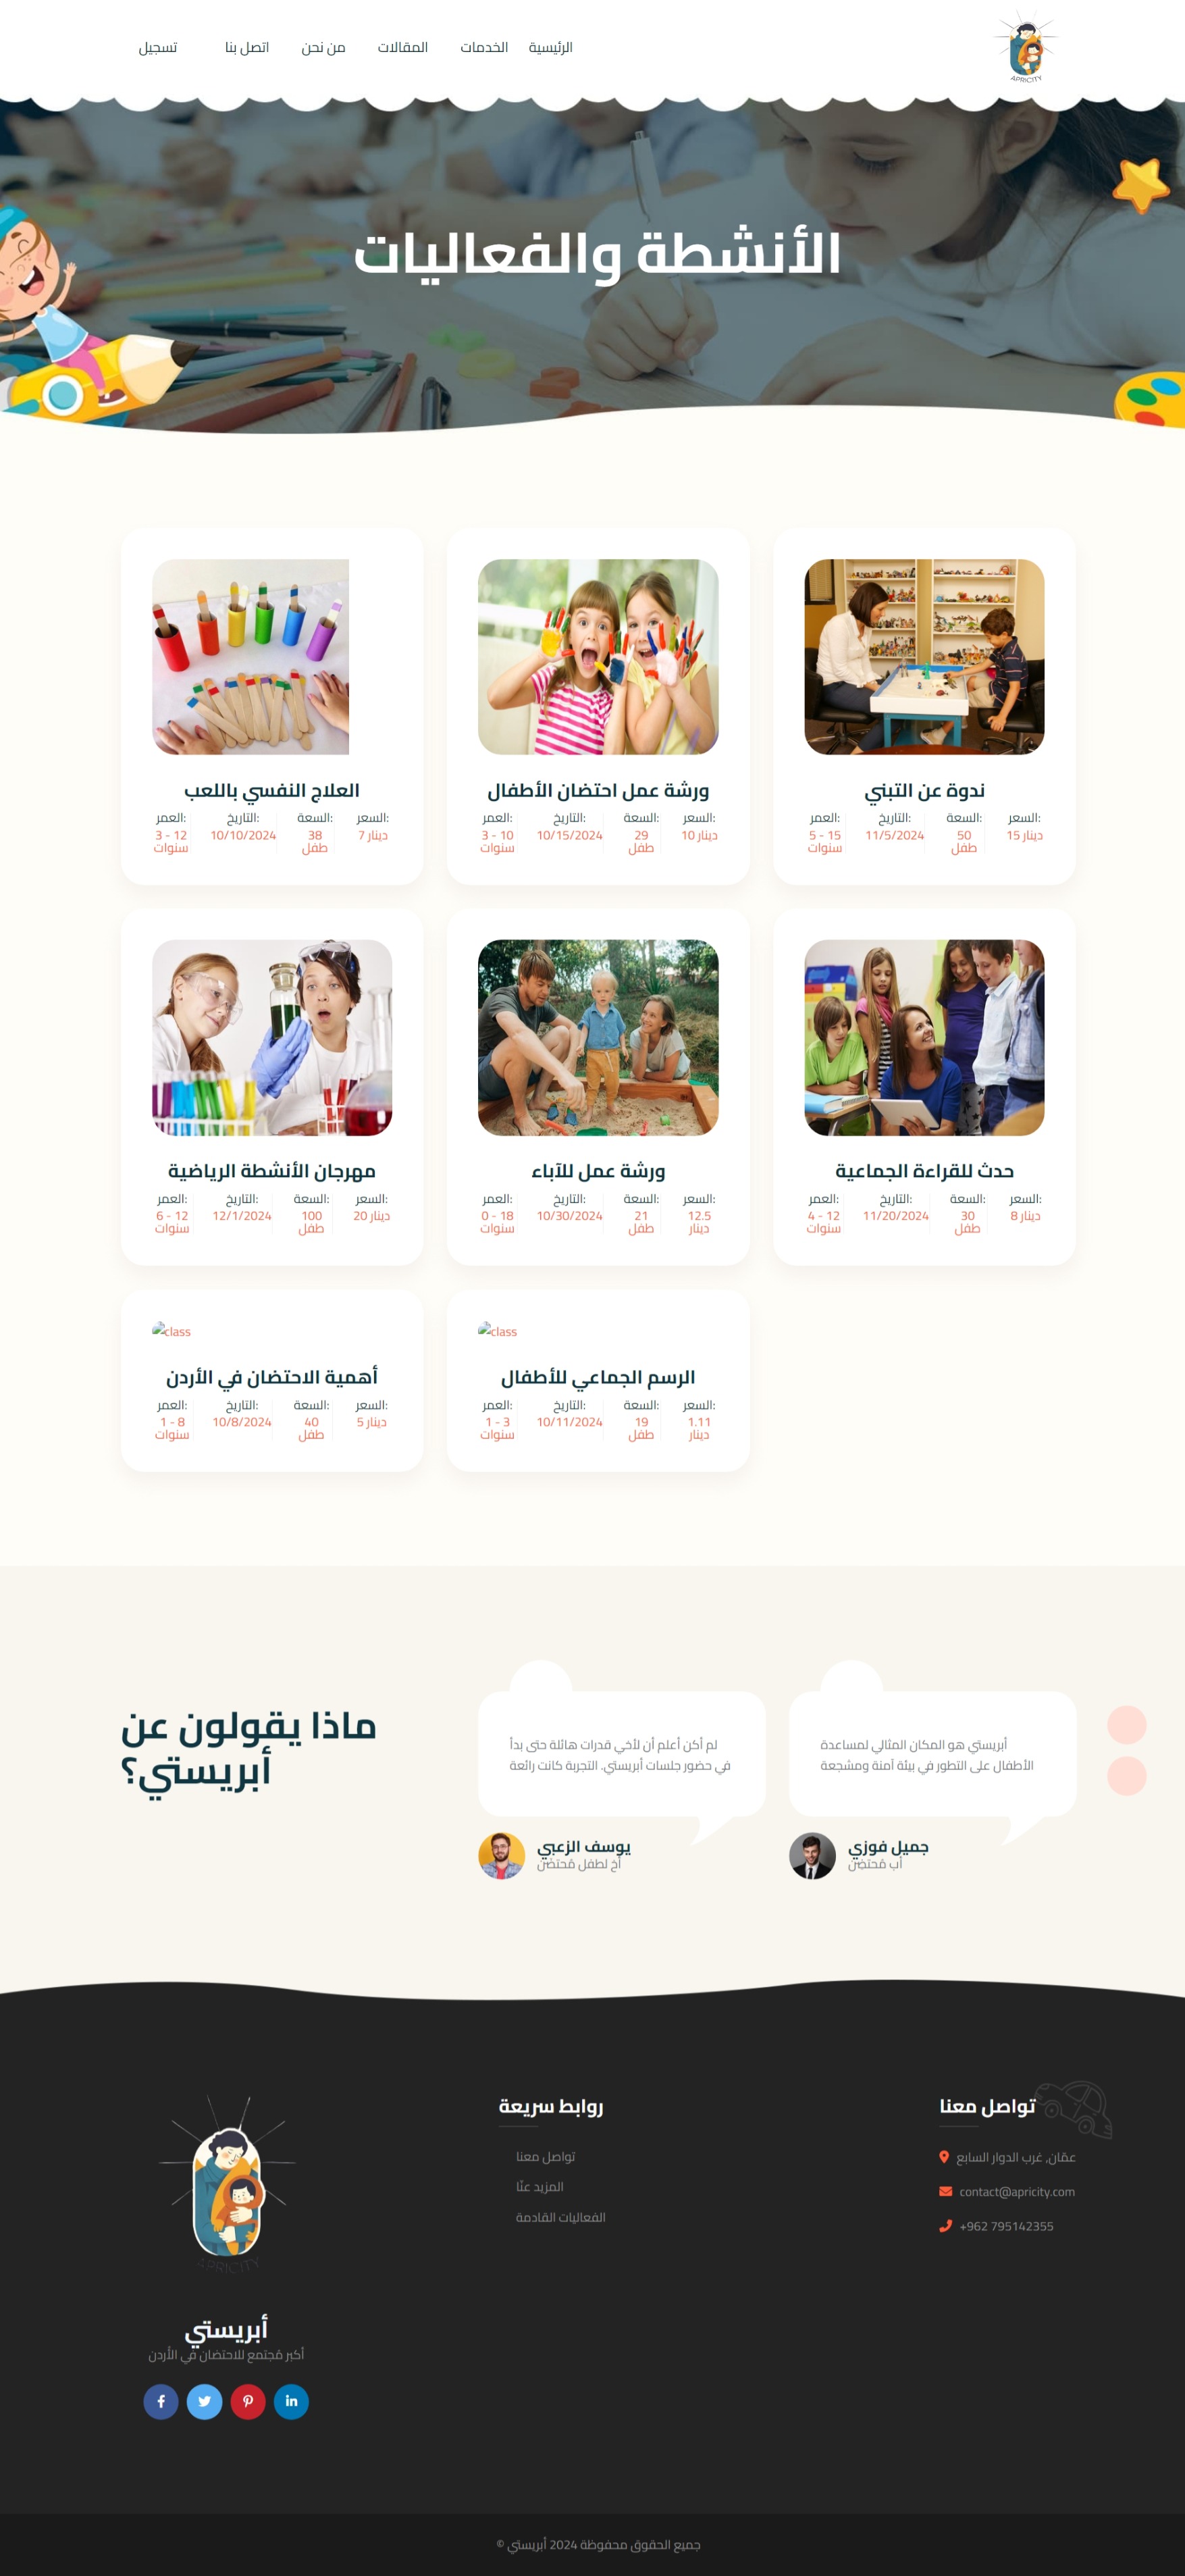 APRICITY
الرئيسية
الخدمات
المقالات
من نحن
اتصل بنا
تسجيل
الأنشطة والفعاليات
ندوة عن التبني
السعر:
دينار 15
السعة:
50
طفل
التاريخ:
11/5/2024
العمر:
5 - 15
سنوات
ورشة عمل احتضان الأطفال
السعر:
دينار 10
السعة:
29
طفل
التاريخ:
10/15/2024
العمر:
3 - 10
سنوات
العلاج النفسي باللعب
السعر:
دينار 7
السعة:
38
طفل
التاريخ:
10/10/2024
العمر:
3 - 12
سنوات
حدث للقراءة الجماعية
السعر:
دينار 8
السعة:
30
طفل
التاريخ:
11/20/2024
العمر:
4 - 12
سنوات
ورشة عمل للآباء
السعر:
12.5
دينار
السعة:
21
طفل
التاريخ:
10/30/2024
العمر:
0 - 18
سنوات
مهرجان الأنشطة الرياضية
السعر:
دينار 20
السعة:
100
طفل
التاريخ:
12/1/2024
العمر:
6 - 12
سنوات
class
الرسم الجماعي للأطفال
السعر:
1.11
دينار
السعة:
19
طفل
التاريخ:
10/11/2024
العمر:
1 - 3
سنوات
class
أهمية الاحتضان في الأردن
السعر:
دينار 5
السعة:
40
طفل
التاريخ:
10/8/2024
العمر:
1 - 8
سنوات
ماذا يقولون عن
أبريستي؟
أبريستي هو المكان المثالي لمساعدة
الأطفال على التطور في بيئة آمنة ومشجعة
جميل فوزي
أب مُحتضِن
لم أكن أعلم أن لأخي قدرات هائلة حتى بدأ
في حضور جلسات أبريستي. التجربة كانت رائعة
يوسف الزعبي
أخ لطفل مُحتضَن
تواصل معنا
عمّان, غرب الدوار السابع
contact@apricity.com
+962 795142355
روابط سريعة
تواصل معنا
المزيد عنّا
الفعاليات القادمة
APRICITY
أبريستي
أكبر مُجتمع للاحتضان في الأردن
جميع الحقوق محفوظة 2024 أبريستي ©